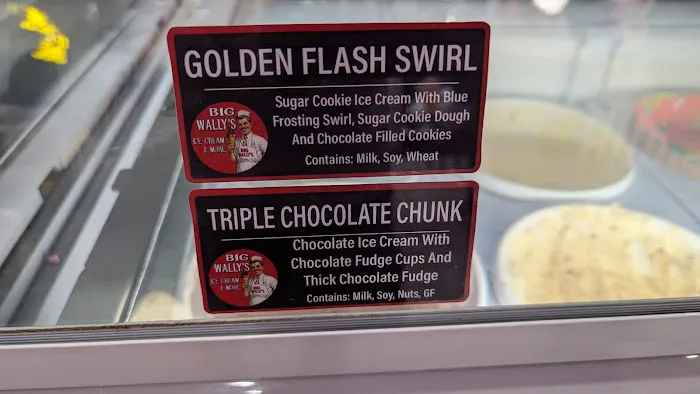 GOLDEN FLASH SWIRL
BIG
WALLY'S
ICE CREAM
& MORE
BIG
WALLY'S
Sugar Cookie Ice Cream With Blue
Frosting Swirl, Sugar Cookie Dough
And Chocolate Filled Cookies
Contains: Milk, Soy, Wheat
TRIPLE CHOCOLATE CHUNK
BIG
WALLY'S
ICE CREAM
& MORE
Chocolate Ice Cream With
Chocolate Fudge Cups And
Thick Chocolate Fudge
Contains: Milk, Soy, Nuts, GF